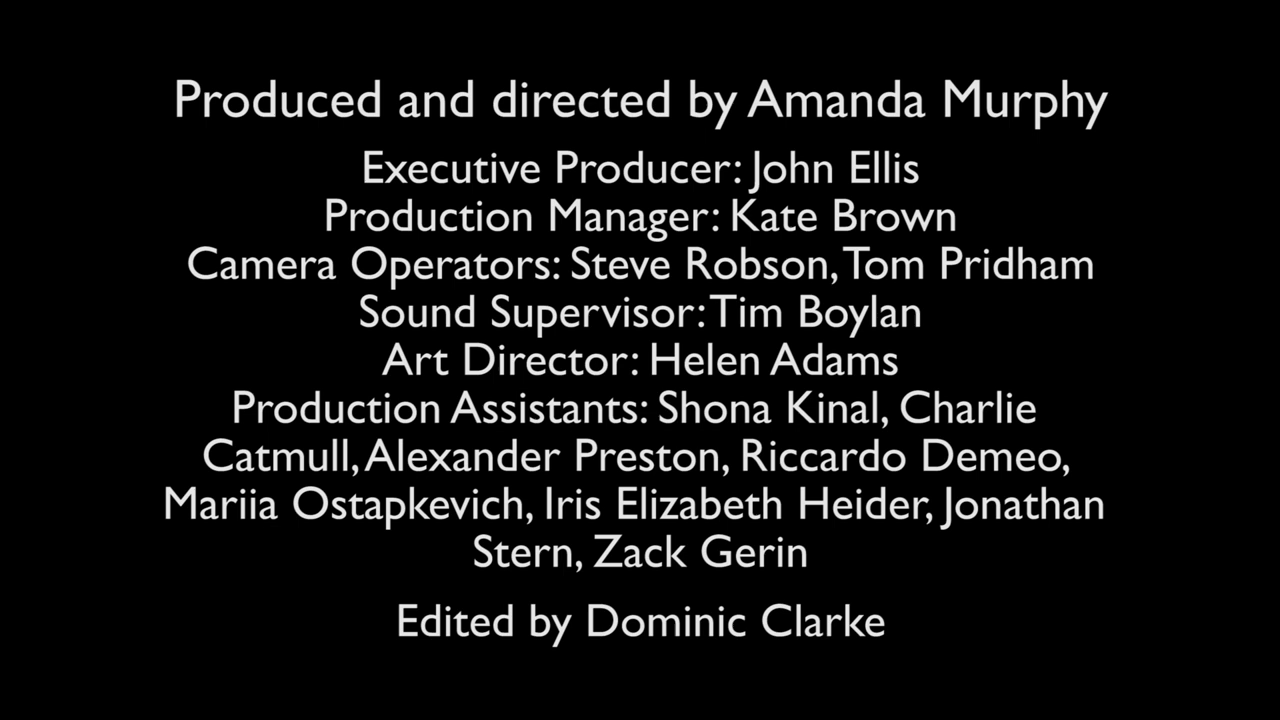 Produced and directed by Amanda Murphy
Executive Producer: John Ellis
Production Manager: Kate Brown
Camera Operators: Steve Robson, Tom Pridham
Sound Supervisor: Tim Boylan
Art Director: Helen Adams
Production Assistants: Shona Kinal, Charlie
Catmull, Alexander Preston, Riccardo Demeo,
Mariia Ostapkevich, Iris Elizabeth Heider, Jonathan
Stern, Zack Gerin
Edited by Dominic Clarke